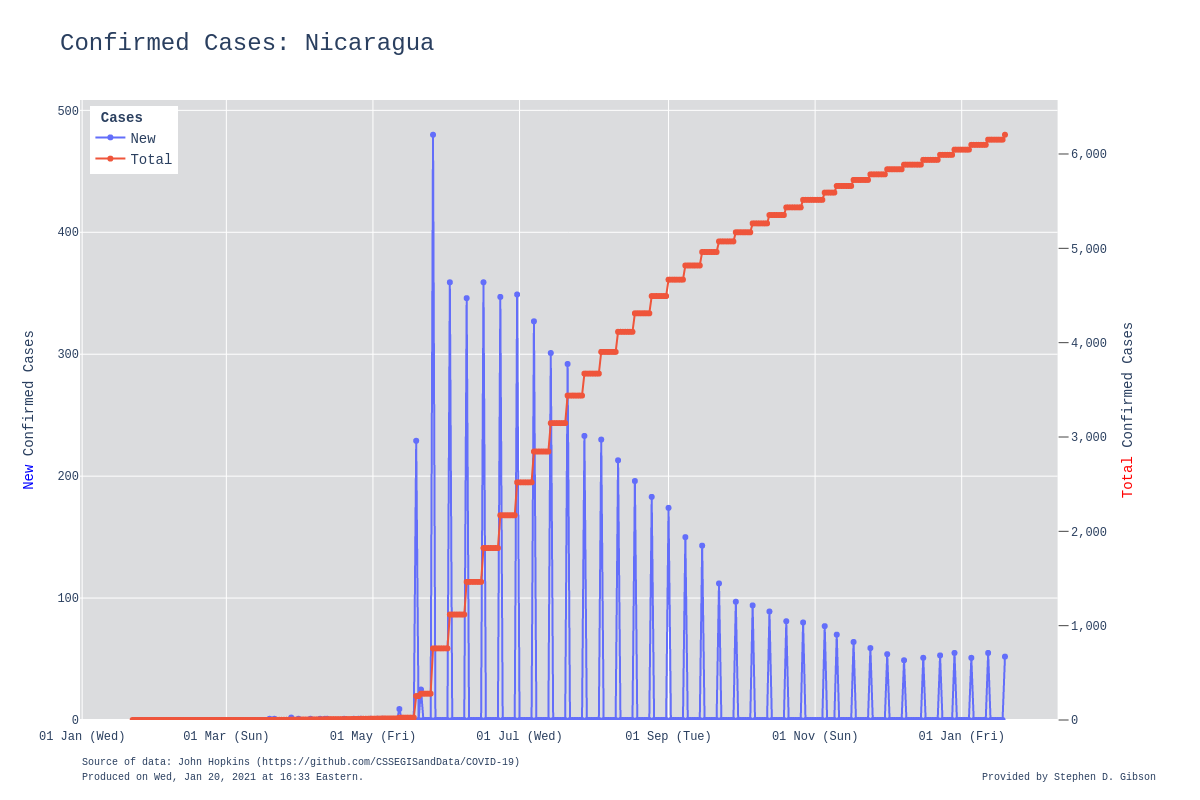 Confirmed Cases: Nicaragua
Cases
New
Total
500
400
300
200
100
0
6,000
5,000
4,000
3,000
2,000
1,000
0
New Confirmed Cases
Total Confirmed Cases
01 Jan (Wed) 01 Mar (Sun) 01 May (Fri) 01 Jul (Wed) 01 Sep (Tue) 01 Nov (Sun) 01 Jan (Fri)
Source of data: John Hopkins (https://github.com/CSSEGISandData/COVID-19)
Produced on Wed, Jan 20, 2021 at 16:33 Eastern.
Provided by Stephen D. Gibson